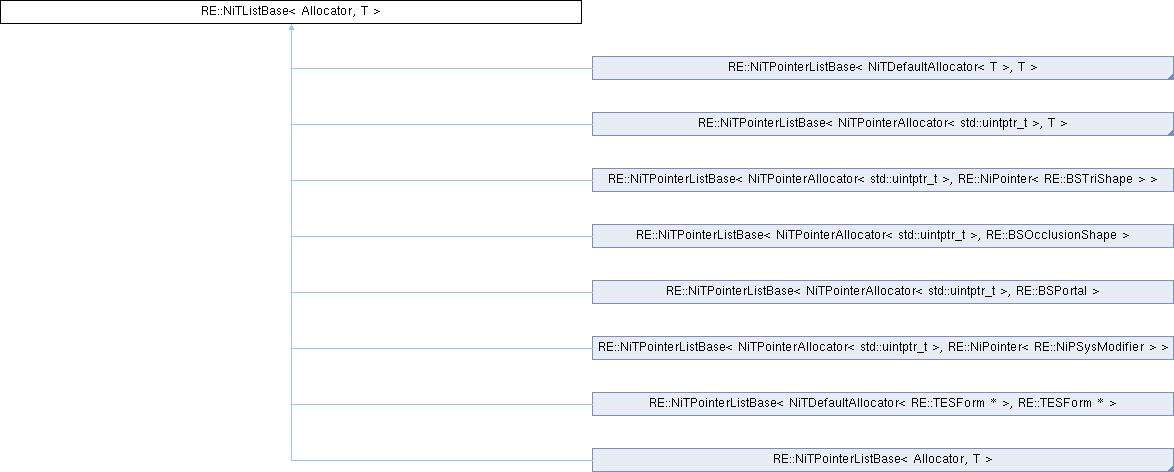 RE::NiTListBase< Allocator, T >
RE::NiTPointerListBase< NiTDefaultAllocator< T >, T >
RE::NiTPointerListBase< NiTPointerAllocator< std::uintptr_t >, T >
RE::NiTPointerListBase< NiTPointerAllocator< std::uintptr_t >, RE::NiPointer< RE::BSTriShape > >
RE::NiTPointerListBase< NiTPointerAllocator< std::uintptr_t >, RE::BSOcclusionShape >
RE::NiTPointerListBase< NiTPointerAllocator< std::uintptr_t >, RE::BSPortal >
RE::NiTPointerListBase< NiTPointerAllocator< std::uintptr_t >, RE::NiPointer< RE::NiPSysModifier > >
RE::NiTPointerListBase< NiTDefaultAllocator< RE::TESForm * >, RE::TESForm * >
RE::NiTPointerListBase< Allocator, T >